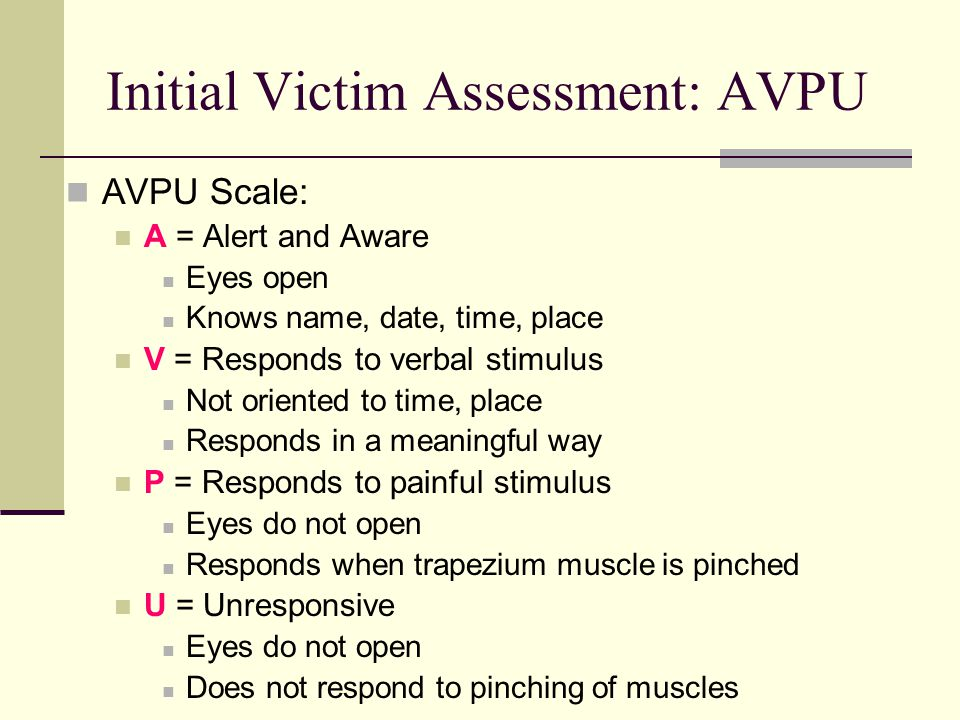 Initial Victim Assessment: AVPU
AVPU Scale:
A = Alert and Aware
Eyes open
Knows name, date, time, place
V = Responds to verbal stimulus
Not oriented to time, place
Responds in a meaningful way
P = Responds to painful stimulus
Eyes do not open
Responds when trapezium muscle is pinched
U = Unresponsive
Eyes do not open
Does not respond to pinching of muscles